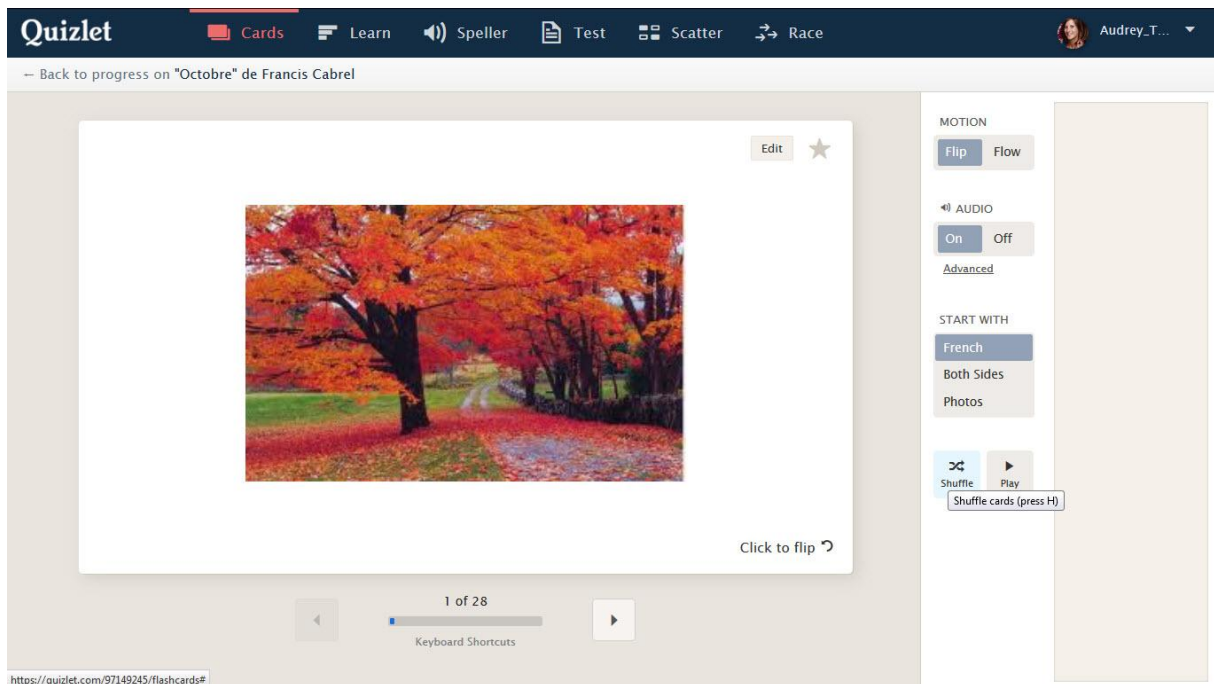 Quizlet
Cards
Learn
Speller
Test
Scatter
Race
Audrey_T...
← Back to progress on "Octobre" de Francis Cabrel
Edit
Click to flip
1 of 28
Keyboard Shortcuts
MOTION
Flip Flow
AUDIO
On Off
Advanced
START WITH
French
Both Sides
Photos
Shuffle Play
Shuffle cards (press H)
https://quizlet.com/97149245/flashcards#